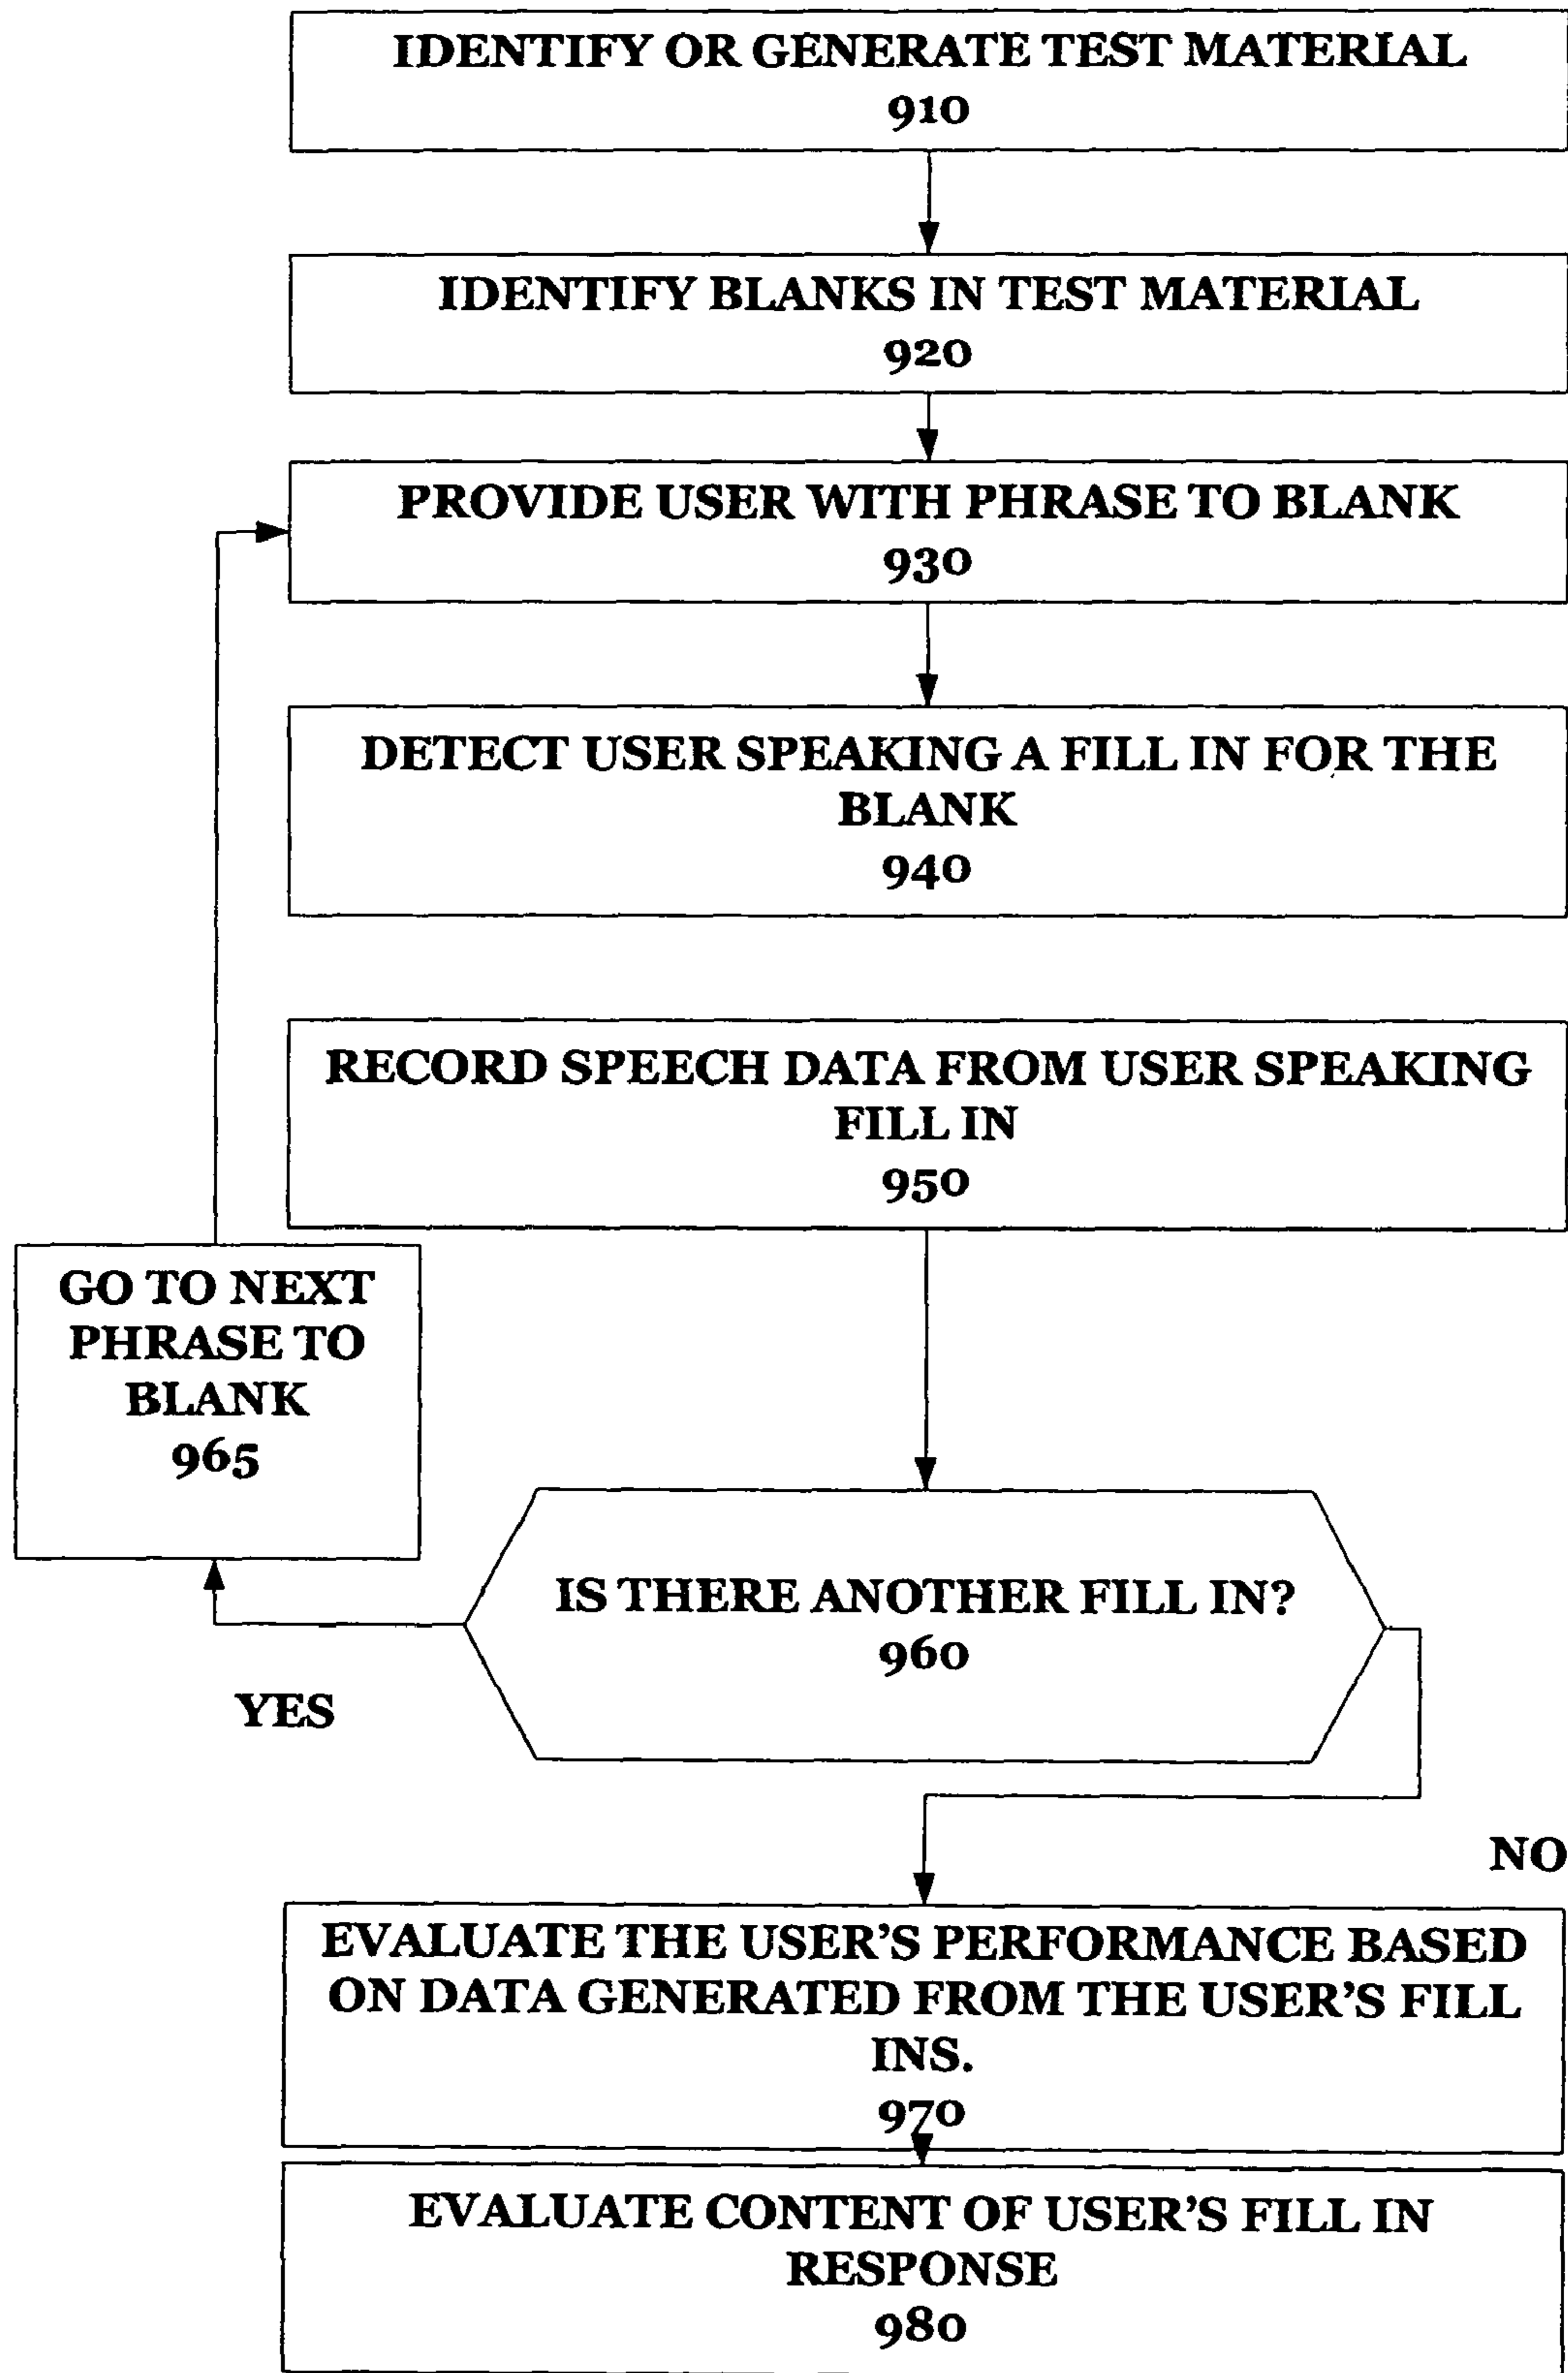 IDENTIFY OR GENERATE TEST MATERIAL
910
IDENTIFY BLANKS IN TEST MATERIAL
920
PROVIDE USER WITH PHRASE TO BLANK
930
DETECT USER SPEAKING A FILL IN FOR THE
BLANK
940
RECORD SPEECH DATA FROM USER SPEAKING
FILL IN
950
GO TO NEXT
PHRASE TO
BLANK
965
IS THERE ANOTHER FILL IN?
960
YES
NO
EVALUATE THE USER'S PERFORMANCE BASED
ON DATA GENERATED FROM THE USER'S FILL
INS.
970
EVALUATE CONTENT OF USER'S FILL IN
RESPONSE
980